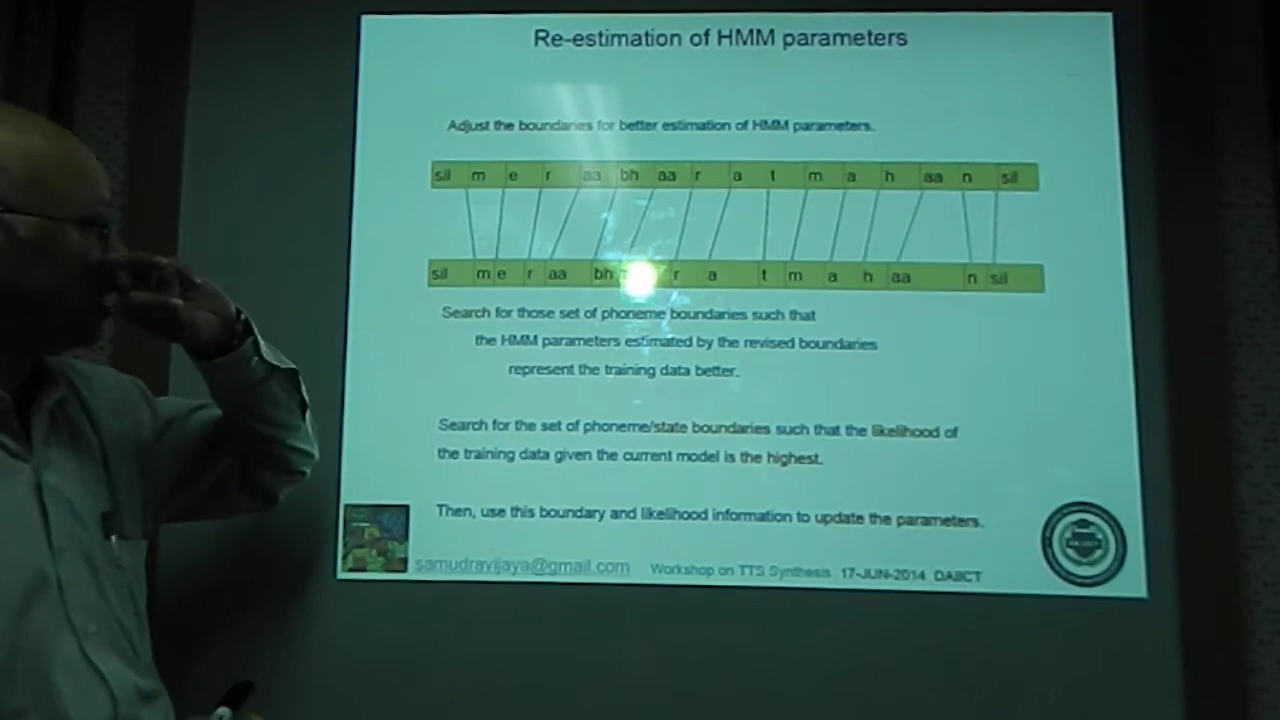 Re-estimation of HMM parameters
Adjust the boundaries for better estimation of HMM parameters.
sil m e r aa bh aa r a t m a h aa n sil
sil m e r aa bh r a t m a h aa n sil
Search for those set of phoneme boundaries such that
the HMM parameters estimated by the revised boundaries
represent the training data better.
Search for the set of phoneme/state boundaries such that the likelihood of
the training data given the current model is the highest.
Then, use this boundary and likelihood information to update the parameters.
samudravijaya@gmail.com Workshop on TTS Synthesis 17-JUN-2014 DAIICT